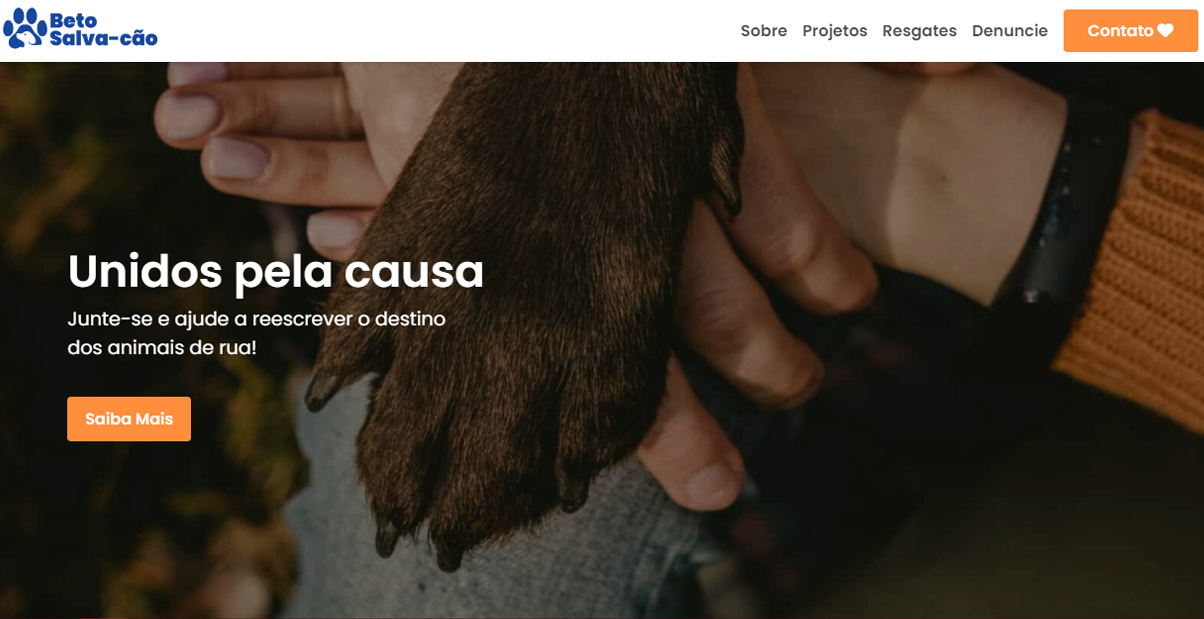 Beto
Salva-cão
Sobre Projetos Resgates Denuncie Contato
Unidos pela causa
Junte-se e ajude a reescrever o destino
dos animais de rua!
Saiba Mais